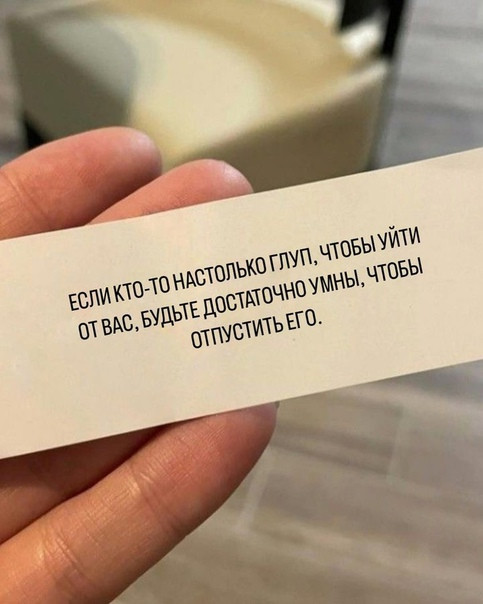 ЕСЛИ КТО-ТО НАСТОЛЬКО ГЛУП, ЧТОБЫ УЙТИ
ОТ ВАС, БУДЬТЕ ДОСТАТОЧНО УМНЫ, ЧТОБЫ
ОТПУСТИТЬ ЕГО.